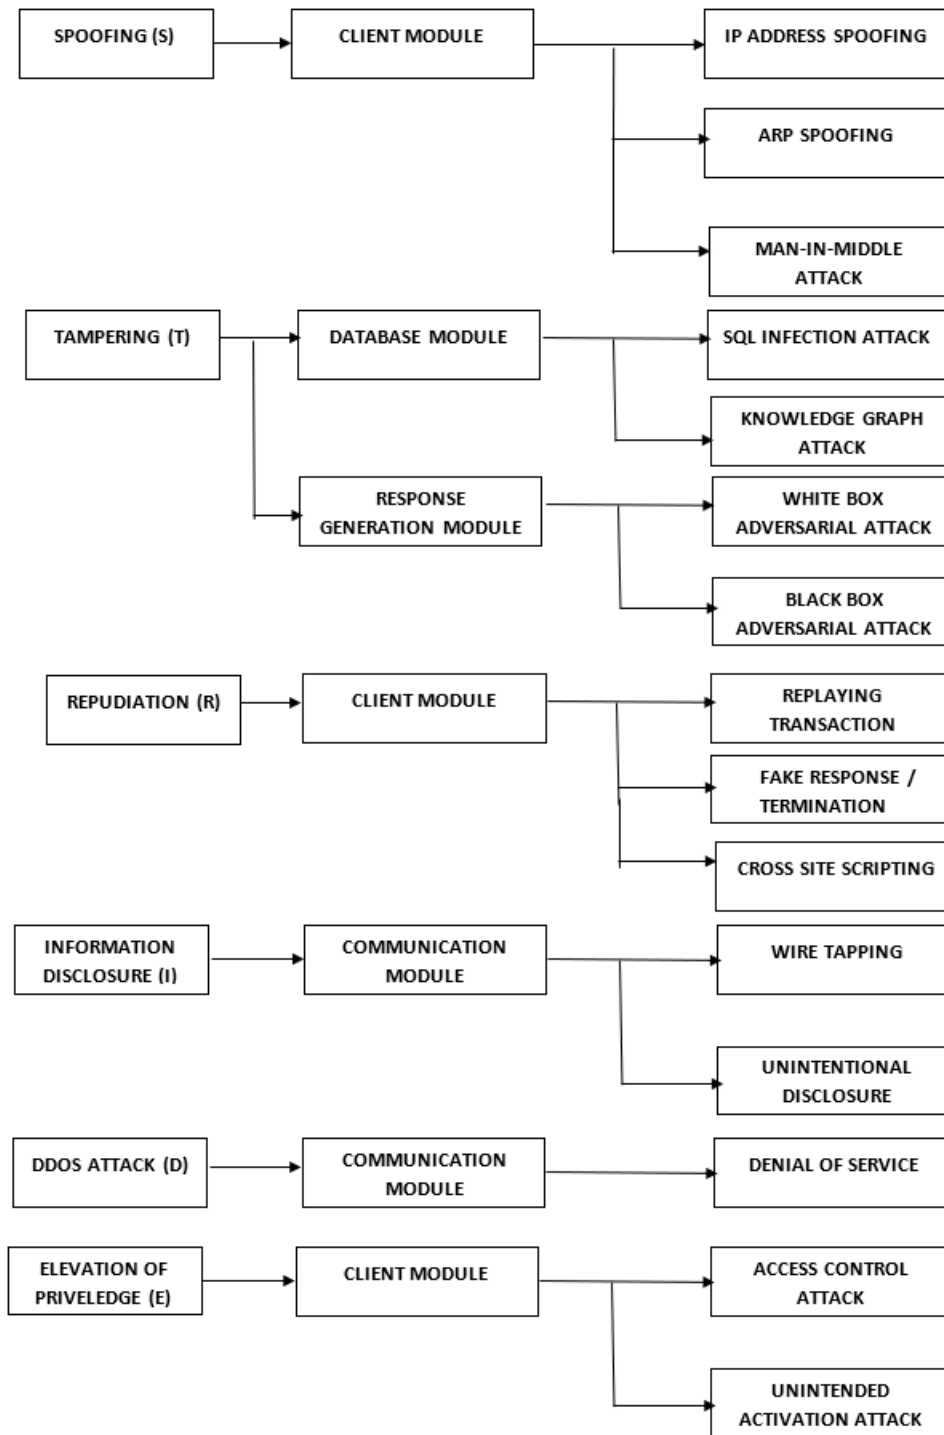 SPOOFING (S)
CLIENT MODULE
IP ADDRESS SPOOFING
ARP SPOOFING
MAN-IN-MIDDLE
ATTACK
TAMPERING (T)
DATABASE MODULE
SQL INFECTION ATTACK
KNOWLEDGE GRAPH
ATTACK
RESPONSE
GENERATION MODULE
WHITE BOX
ADVERSARIAL ATTACK
BLACK BOX
ADVERSARIAL ATTACK
REPUDIATION (R)
CLIENT MODULE
REPLAYING
TRANSACTION
FAKE RESPONSE /
TERMINATION
CROSS SITE SCRIPTING
INFORMATION
DISCLOSURE (I)
COMMUNICATION
MODULE
WIRE TAPPING
UNINTENTIONAL
DISCLOSURE
DDOS ATTACK (D)
COMMUNICATION
MODULE
DENIAL OF SERVICE
ELEVATION OF
PRIVELEDGE (E)
CLIENT MODULE
ACCESS CONTROL
ATTACK
UNINTENDED
ACTIVATION ATTACK